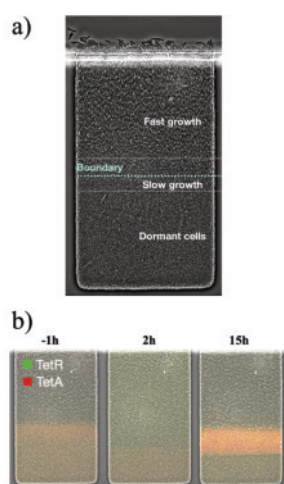 a)
Fast growth
Boundary
Slow growth
Dormant cells
b)
-1h 2h 15h
TetR
TetA